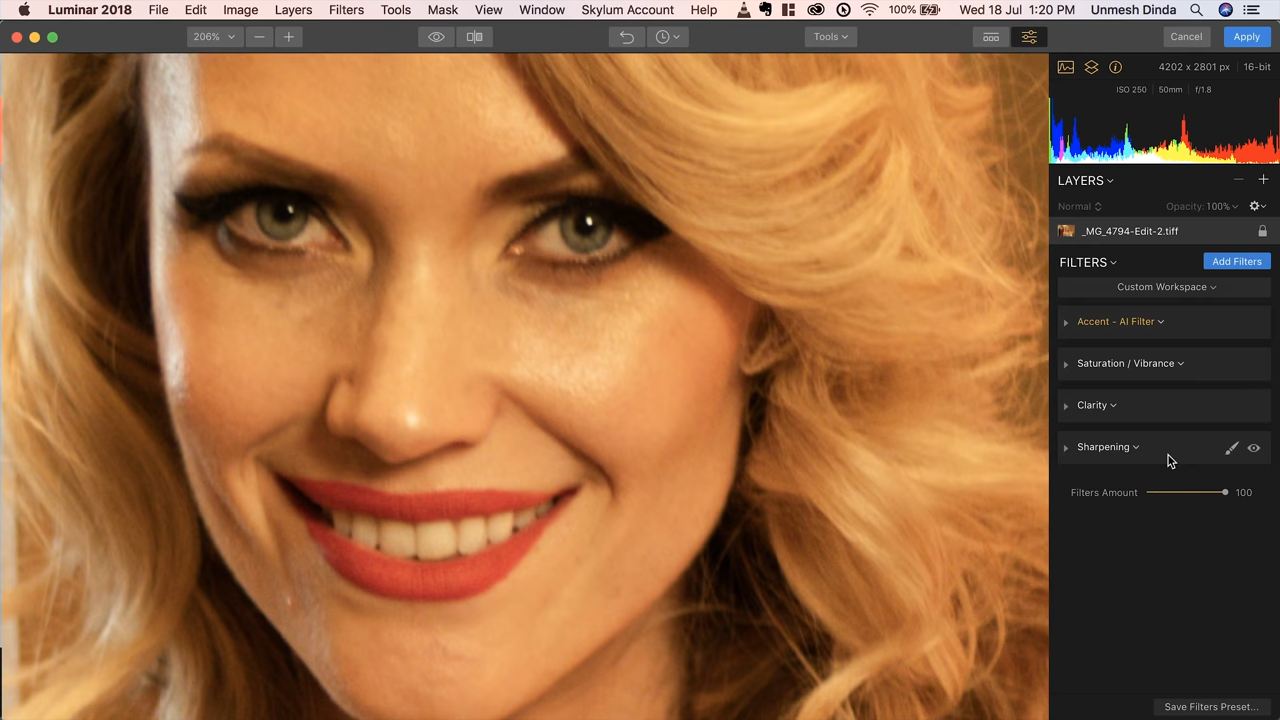 Luminar 2018 File Edit Image Layers Filters Tools Mask View Window Skylum Account Help 100% Wed 18 Jul 1:20 PM Unmesh Dinda
206% Tools Cancel Apply
4202 x 2801 px 16-bit
ISO 250 50mm f/1.8
LAYERS
Normal Opacity: 100%
_MG_4794-Edit-2.tiff
FILTERS Add Filters
Custom Workspace
Accent - AI Filter
Saturation / Vibrance
Clarity
Sharpening
Filters Amount 100
Save Filters Preset...